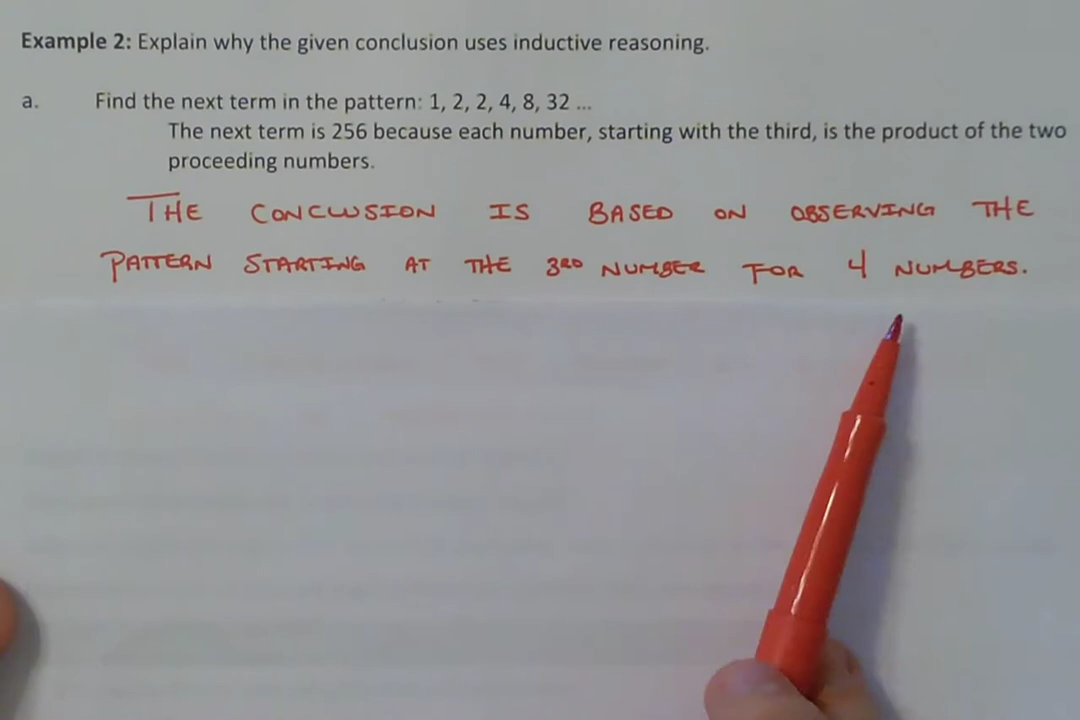 Example 2: Explain why the given conclusion uses inductive reasoning.
a. Find the next term in the pattern: 1, 2, 2, 4, 8, 32 ...
The next term is 256 because each number, starting with the third, is the product of the two
proceeding numbers.
THE CONCLUSION IS BASED ON OBSERVING THE
PATTERN STARTING AT THE 3RD NUMBER FOR 4 NUMBERS.